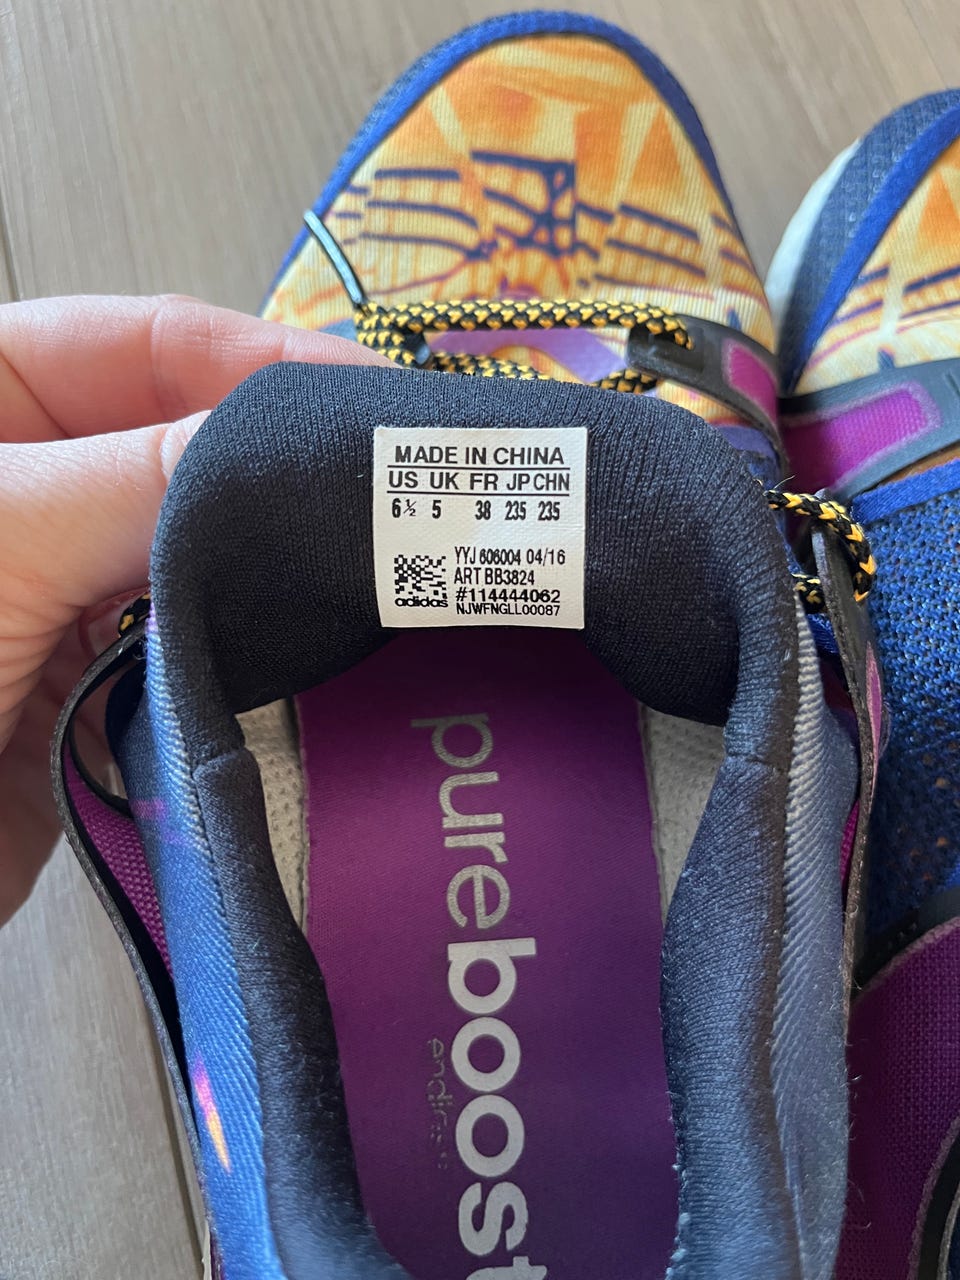 MADE IN CHINA
US UK FR JP CHN
6½ 5 38 235 235
YYJ 606004 04/16
ART BB3824
#114444062
adidas
NJWFNGLL00087
pureboost